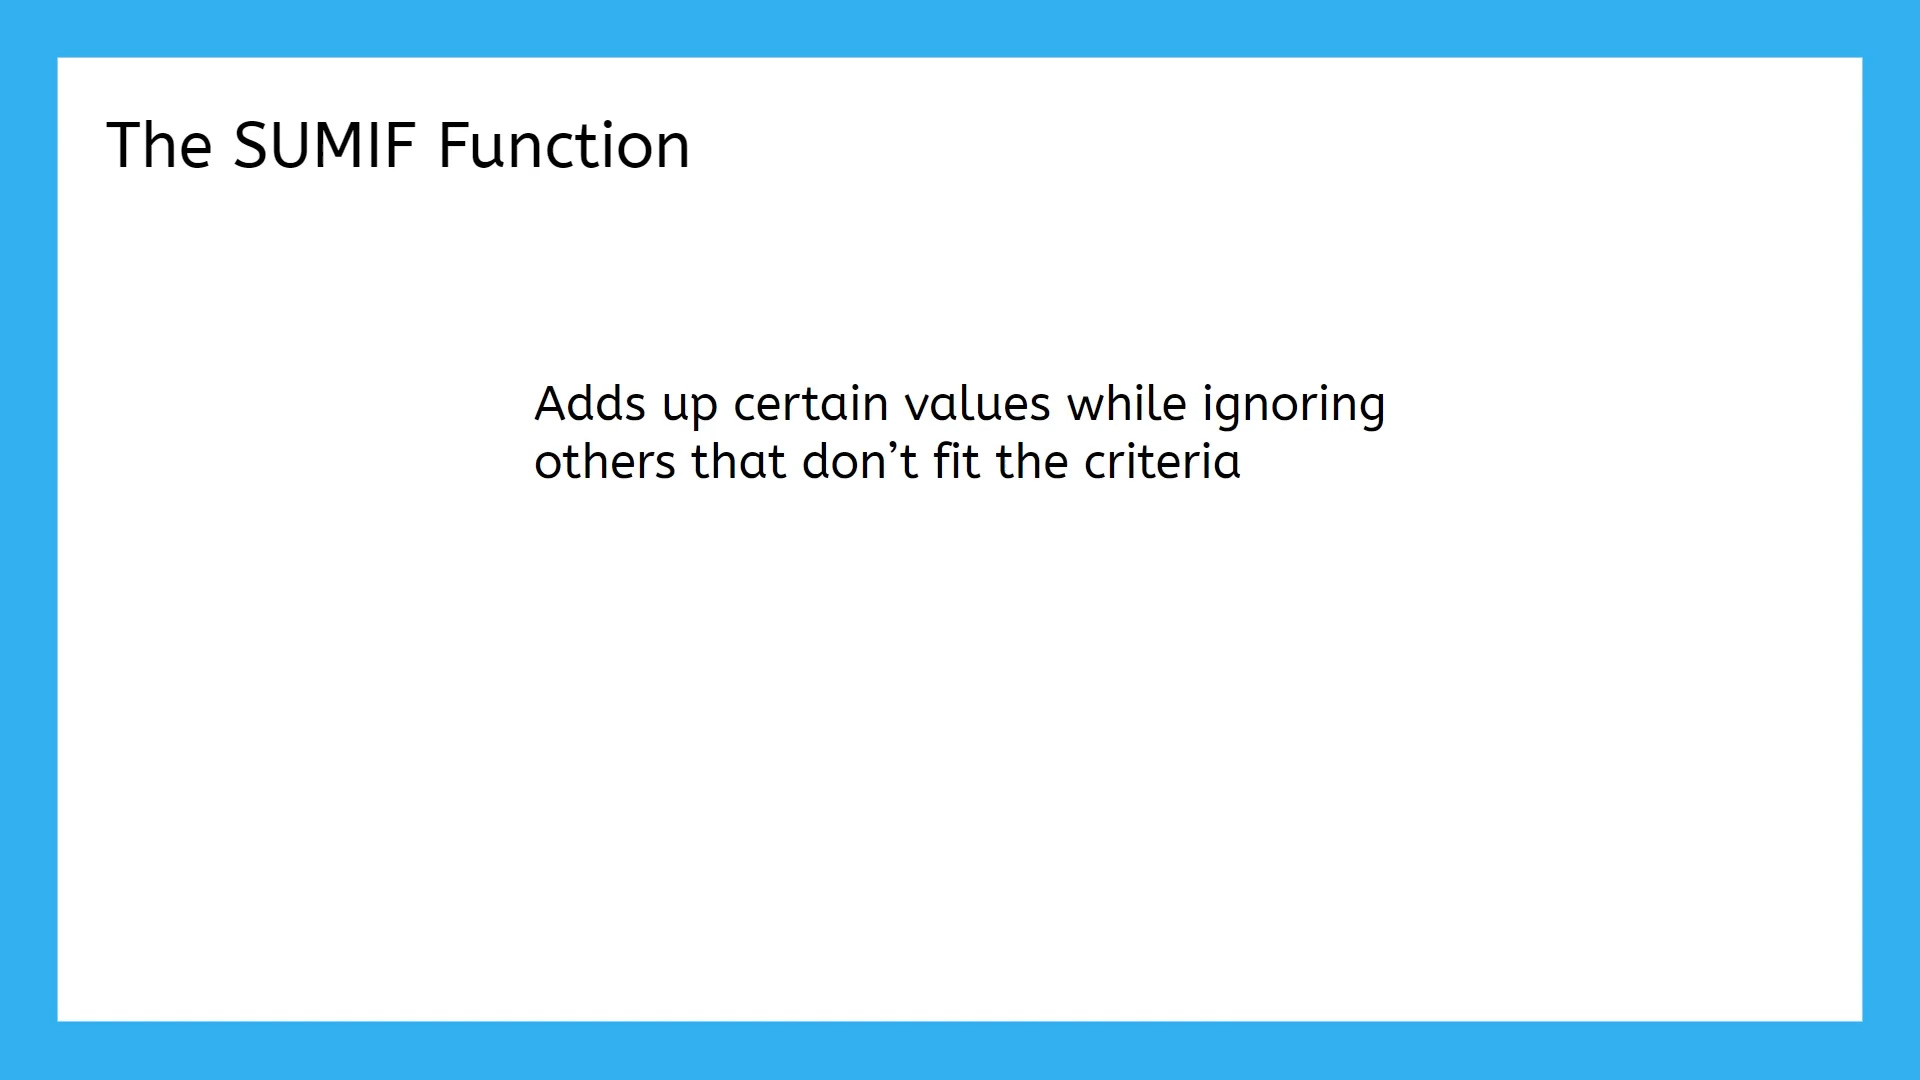 The SUMIF Function
Adds up certain values while ignoring
others that don’t fit the criteria